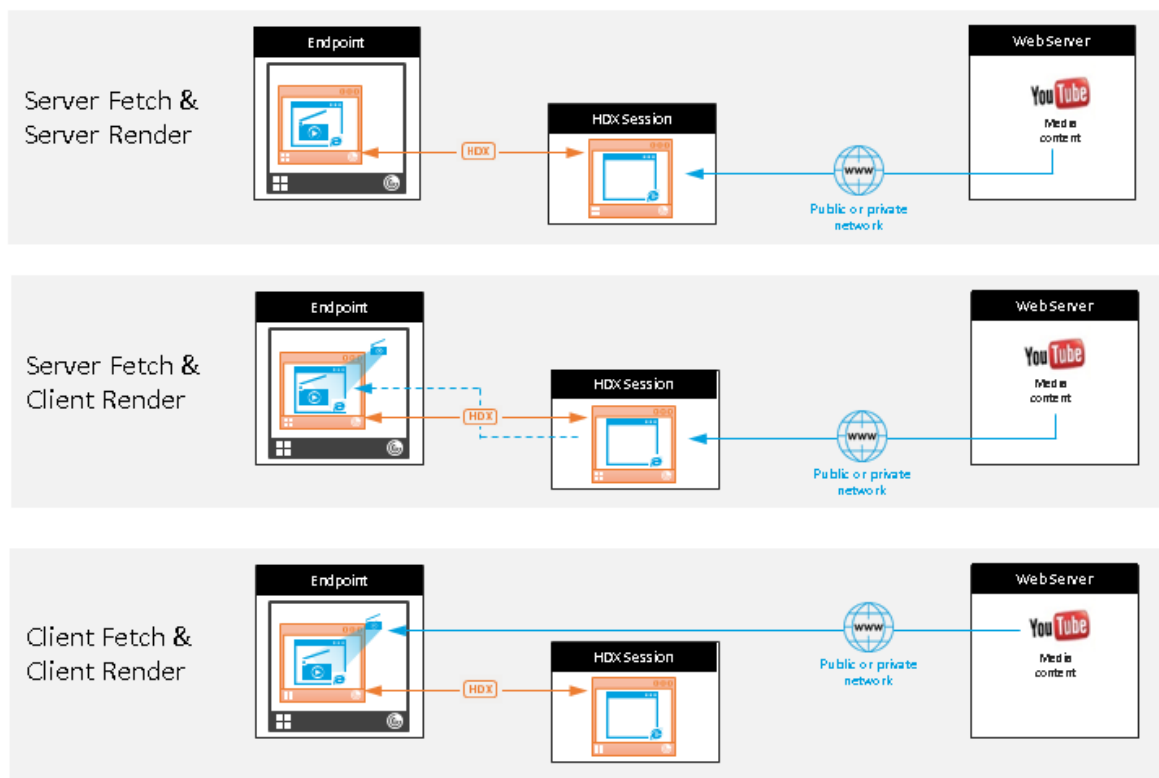 Server Fetch &
Server Render
Endpoint
HDX
HDX Session
www
Public or private
network
WebServer
YouTube
Media
content
Server Fetch &
Client Render
Endpoint
HDX
HDX Session
www
Public or private
network
WebServer
YouTube
Media
content
Client Fetch &
Client Render
Endpoint
HDX
HDX Session
www
Public or private
network
WebServer
YouTube
Media
content